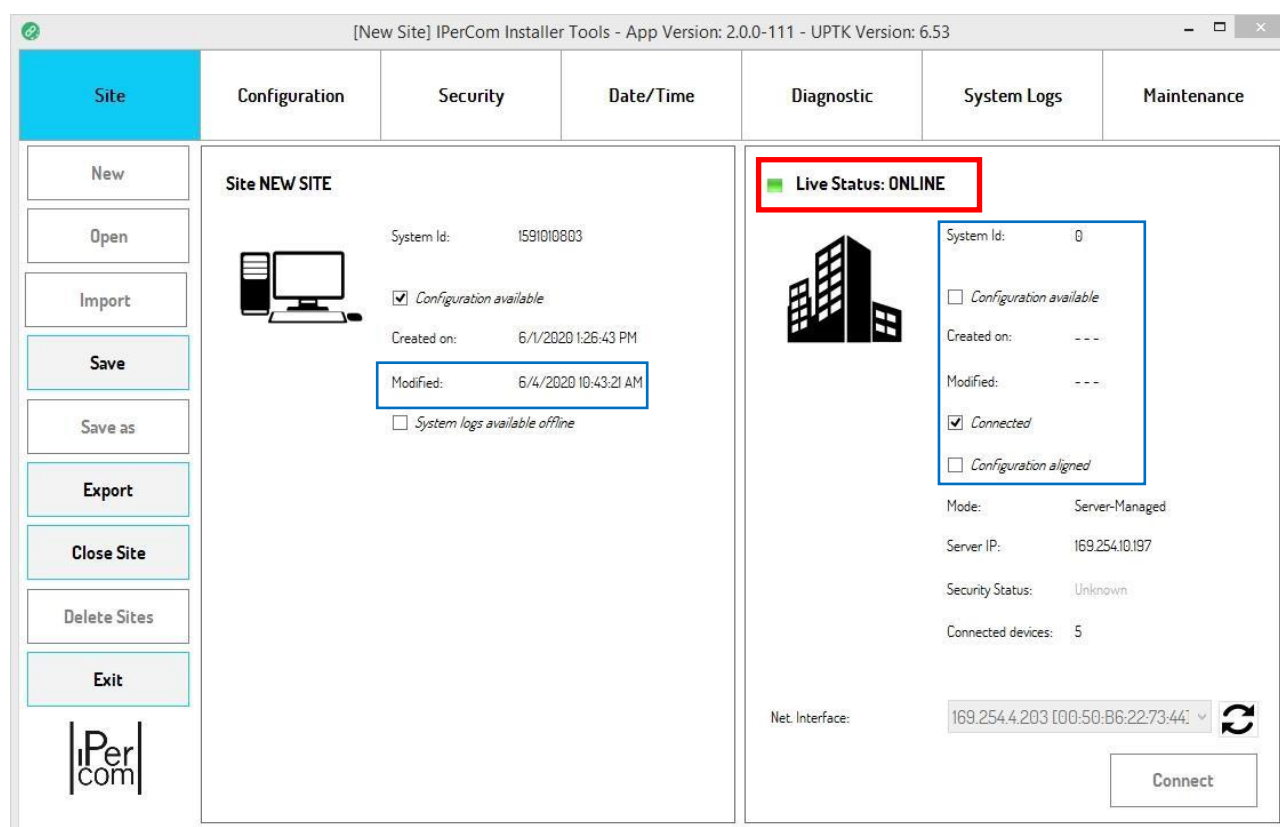 [New Site] IPerCom Installer Tools - App Version: 2.0.0-111 - UPTK Version: 6.53
Site Configuration Security Date/Time Diagnostic System Logs Maintenance
New
Open
Import
Save
Save as
Export
Close Site
Delete Sites
Exit
IPer
com
Site NEW SITE
System Id: 1591010803
Configuration available
Created on: 6/1/2020 1:26:43 PM
Modified: 6/4/2020 10:43:21 AM
System logs available offline
Live Status: ONLINE
System Id: 0
Configuration available
Created on: ---
Modified: ---
Connected
Configuration aligned
Mode: Server-Managed
Server IP: 169.254.10.197
Security Status: Unknown
Connected devices: 5
Net. Interface: 169.254.4.203 [00:50:B6:22:73:44]
Connect